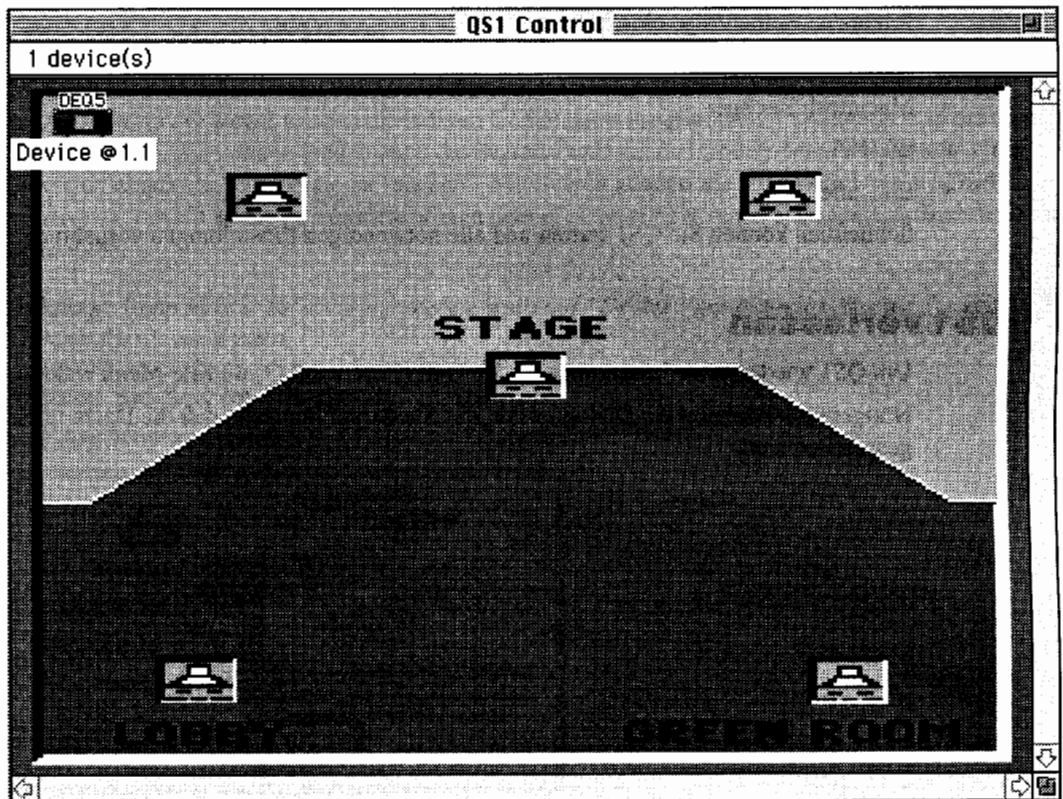 QS1 Control
1 device(s)
DEQ5
Device @1.1
STAGE
LOBBY
GREEN ROOM